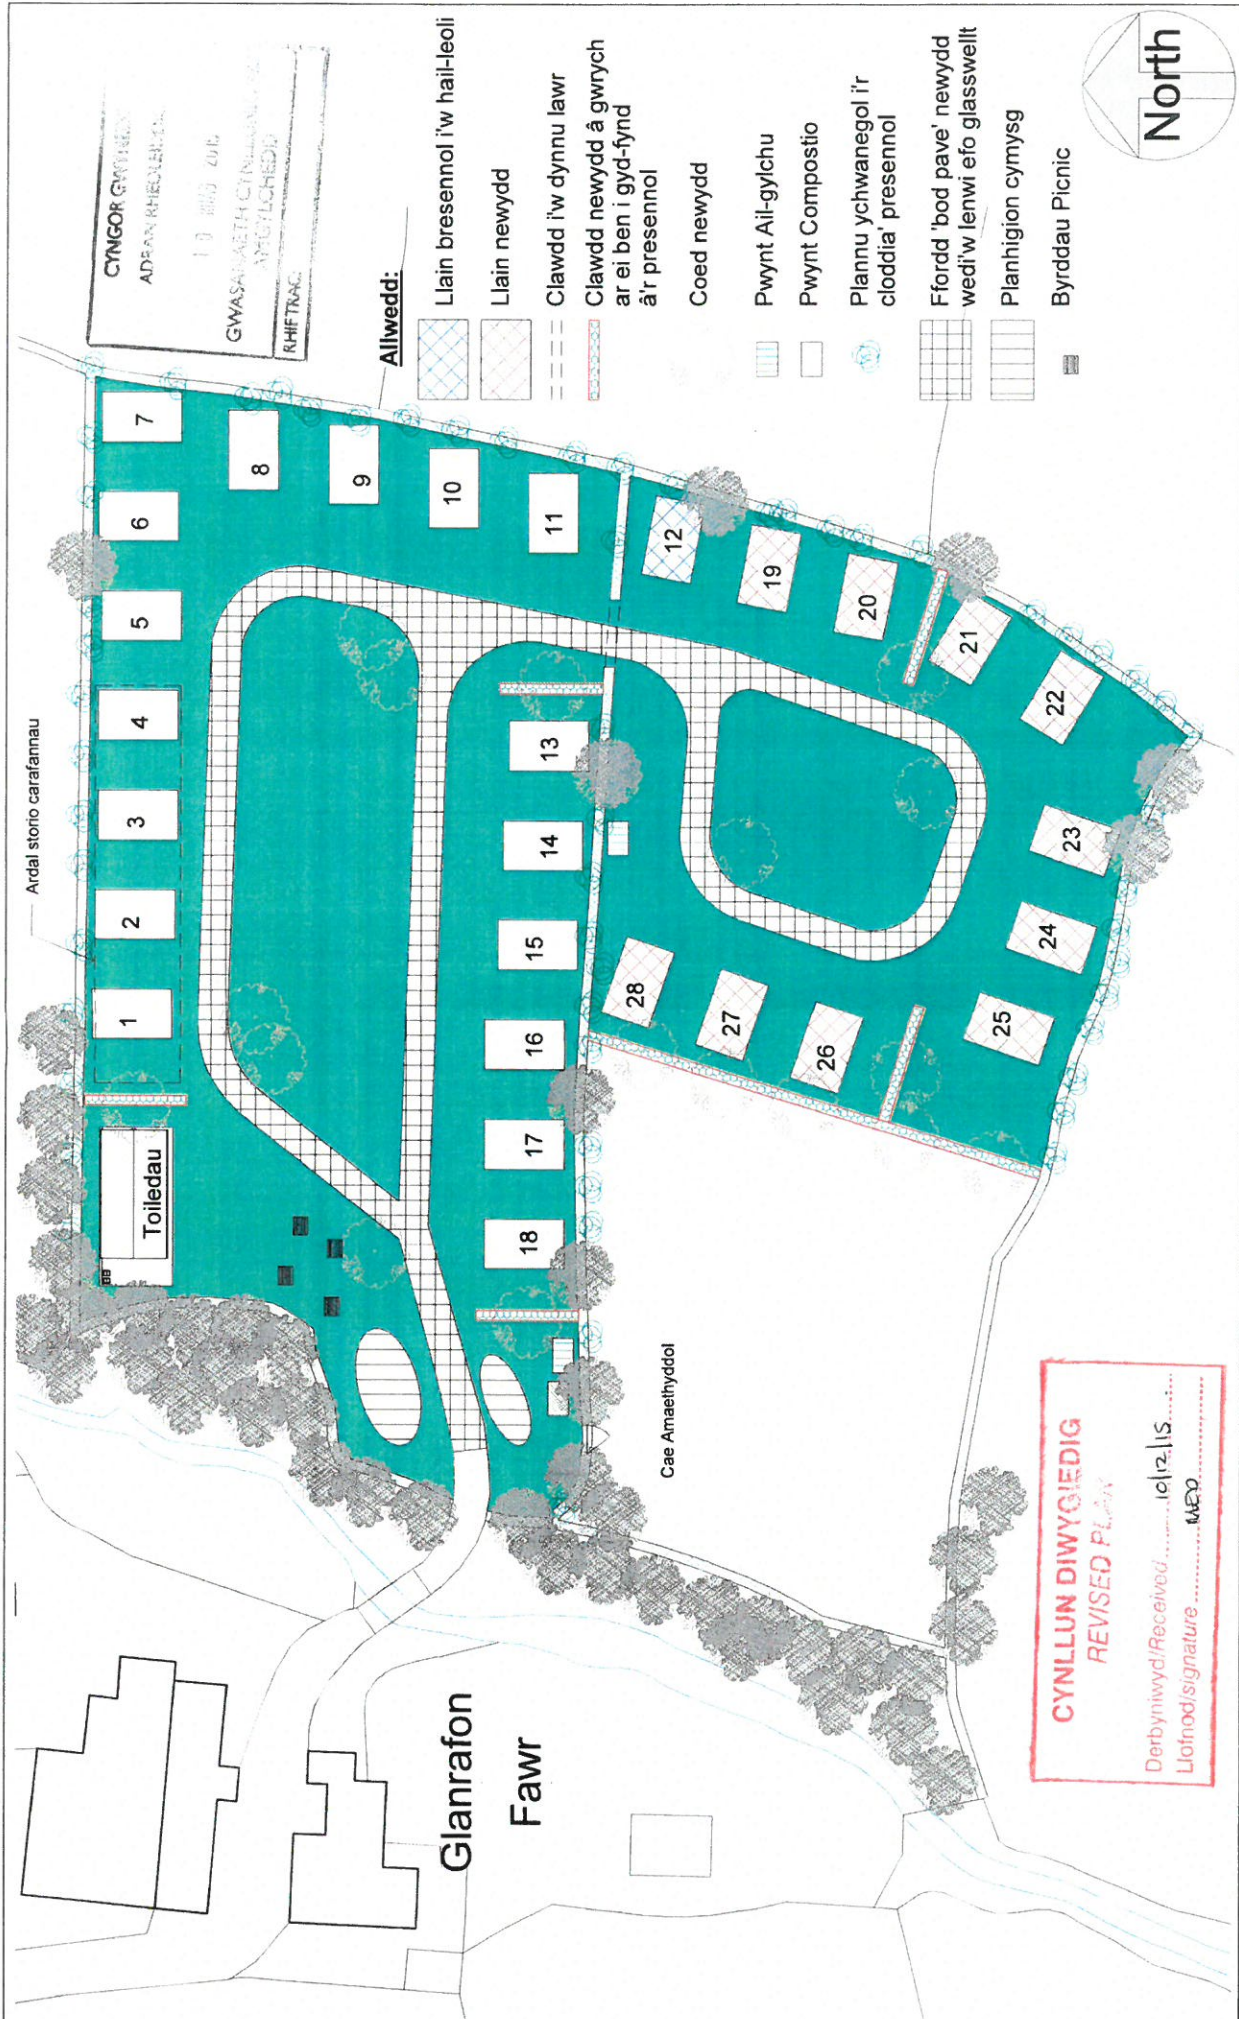 CYNGOR GWYNEDD
10
GWASANAETH
RHIF TRAC:
Ardal storio carafannau
Allwedd:
Llain bresennol i'w hail-leoli
Llain newydd
Clawdd i'w dynnu lawr
Clawdd newydd â gwrych
ar ei ben i gyd-fynd
â'r presennol
Coed newydd
Pwynt Ail-gylchu
Pwynt Compostio
Plannu ychwanegol i'r
cloddia' presennol
Ffordd 'bod pave' newydd
wedi'w lenwi efo glasswellt
Planhigion cymysg
Byrddau Picnic
North
Toiledau
1
2
3
4
5
6
7
8
9
10
11
12
13
14
15
16
17
18
19
20
21
22
23
24
25
26
27
28
Cae Amaethyddol
Glanrafon
Fawr
CYNLLUN DIWYGIEDIG
REVISED PLAN
Derbyniwyd/Received 10/12/15
Llofnod/signature